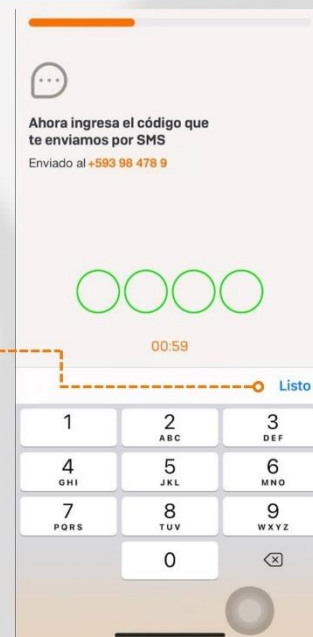 Ahora ingresa el código que
te enviamos por SMS
Enviado al +593 98 478 9
00:59
Listo
1
2
ABC
3
DEF
4
GHI
5
JKL
6
MNO
7
PQRS
8
TUV
9
WXYZ
0